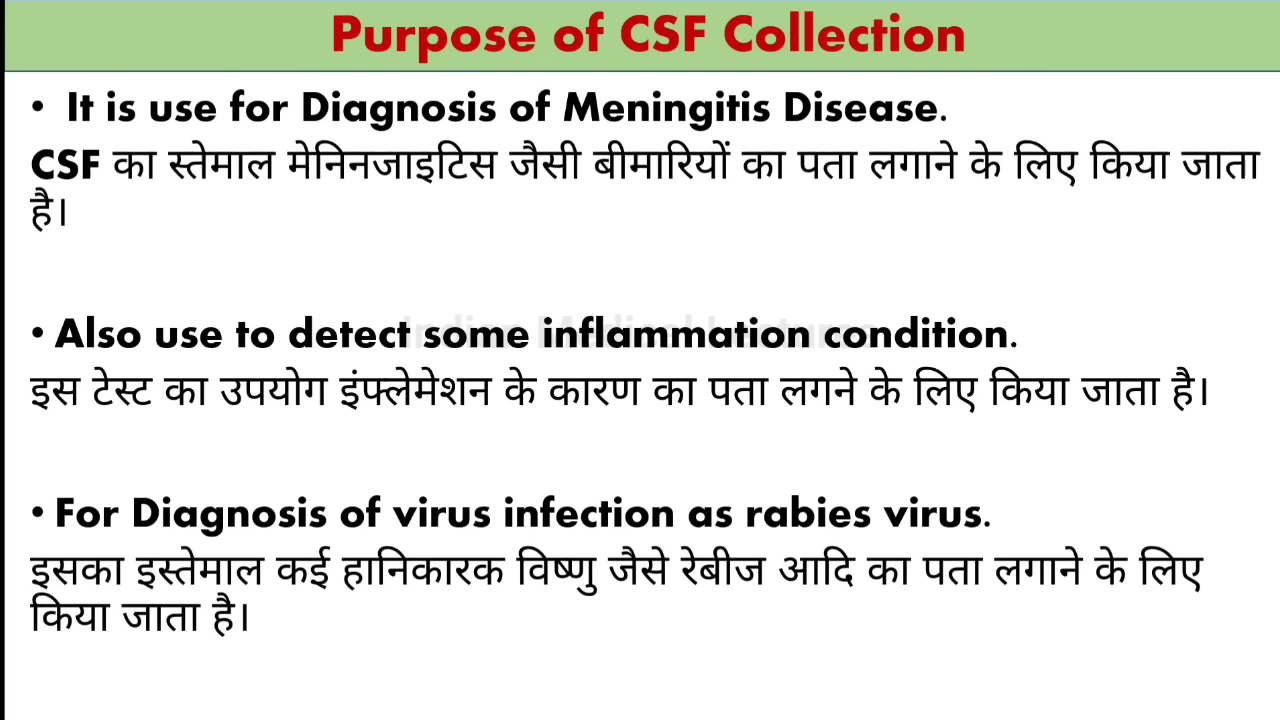 Purpose of CSF Collection
• It is use for Diagnosis of Meningitis Disease.
CSF का स्तेमाल मेनिनजाइटिस जैसी बीमारियों का पता लगाने के लिए किया जाता
है।
• Also use to detect some inflammation condition.
इस टेस्ट का उपयोग इंफ्लेमेशन के कारण का पता लगने के लिए किया जाता है।
• For Diagnosis of virus infection as rabies virus.
इसका इस्तेमाल कई हानिकारक विष्णु जैसे रेबीज आदि का पता लगाने के लिए
किया जाता है।